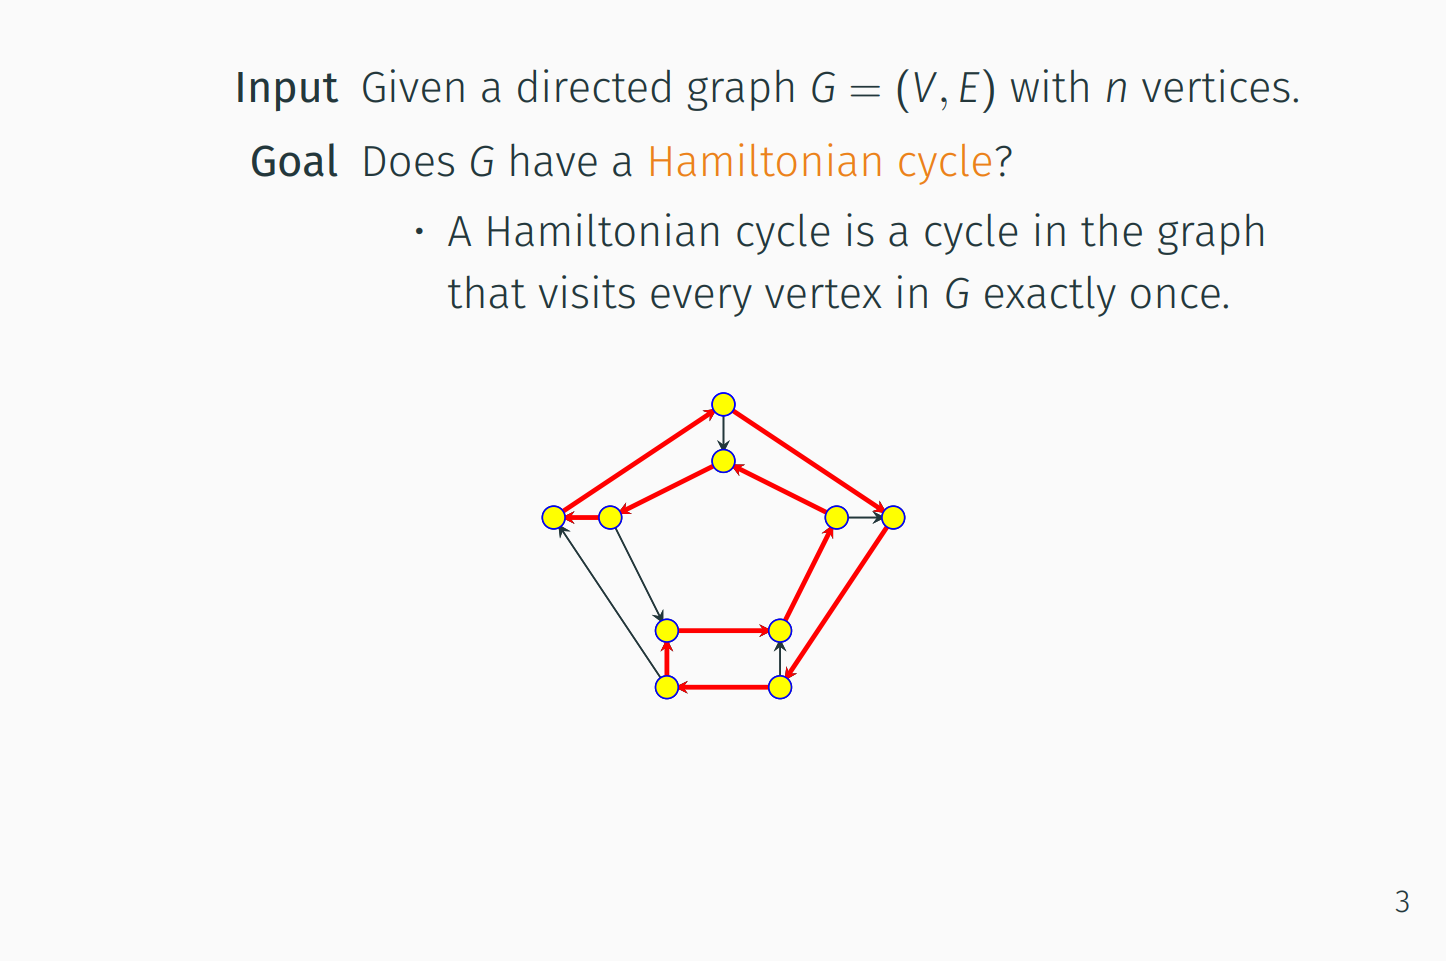 Input Given a directed graph G = (V, E) with n vertices.
Goal Does G have a Hamiltonian cycle?
• A Hamiltonian cycle is a cycle in the graph
that visits every vertex in G exactly once.
3